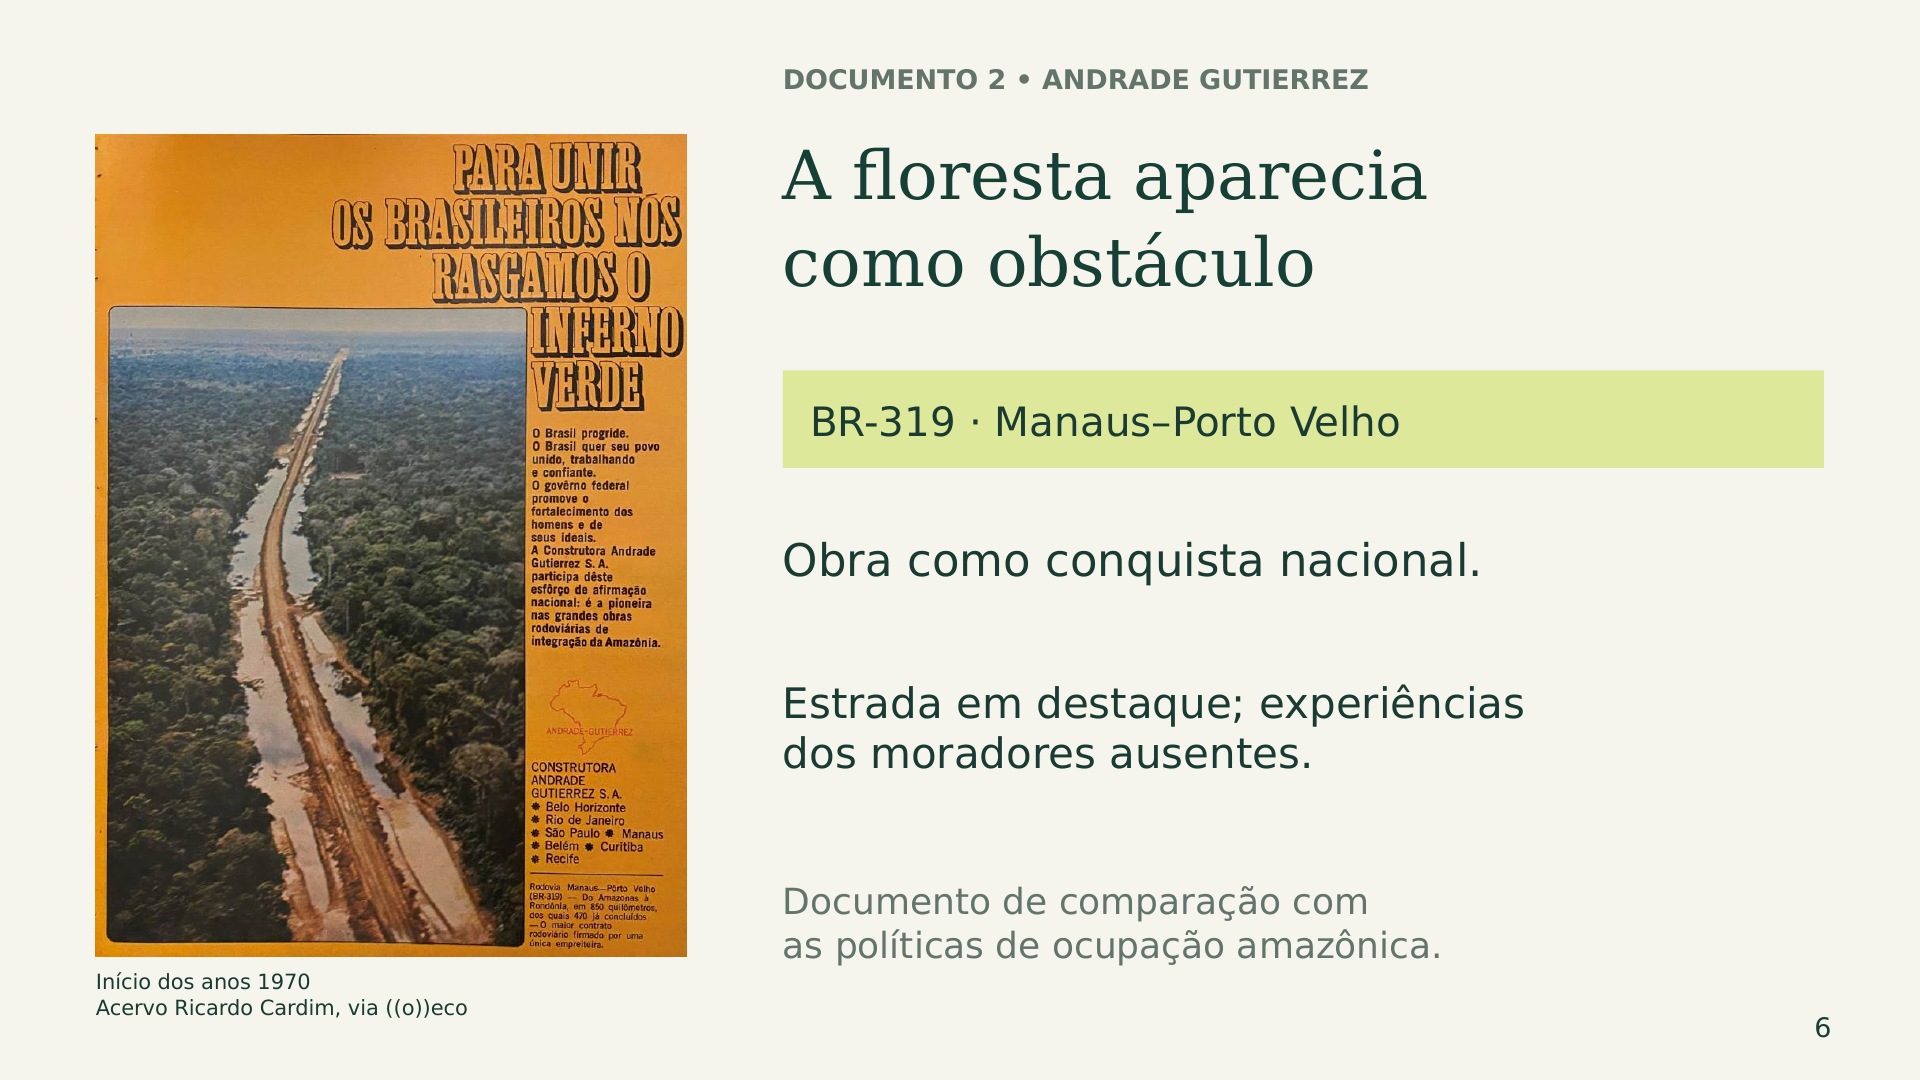 DOCUMENTO 2 • ANDRADE GUTIERREZ
A floresta aparecia
como obstáculo
BR-319 · Manaus–Porto Velho
Obra como conquista nacional.
Estrada em destaque; experiências
dos moradores ausentes.
Documento de comparação com
as políticas de ocupação amazônica.
PARA UNIR
OS BRASILEIROS NÓS
RASGAMOS O
INFERNO
VERDE
O Brasil progride.
O Brasil quer seu povo
unido, trabalhando
e confiante.
O govêrno federal
promove o
fortalecimento dos
homens e de
seus ideais.
A Construtora Andrade
Gutierrez S.A.
participa dêste
esfôrço de afirmação
nacional: é a pioneira
nas grandes obras
rodoviárias de
integração da Amazônia.
ANDRADE-GUTIERREZ
CONSTRUTORA
ANDRADE
GUTIERREZ S.A.
Belo Horizonte
Rio de Janeiro
São Paulo Manaus
Belém Curitiba
Recife
Rodovia Manaus—Pôrto Velho
(BR-319) — Do Amazonas à
Rondônia, em 850 quilômetros,
dos quais 470 já concluídos
—O maior contrato
rodoviário firmado por uma
única empreiteira.
Início dos anos 1970
Acervo Ricardo Cardim, via ((o))eco
6